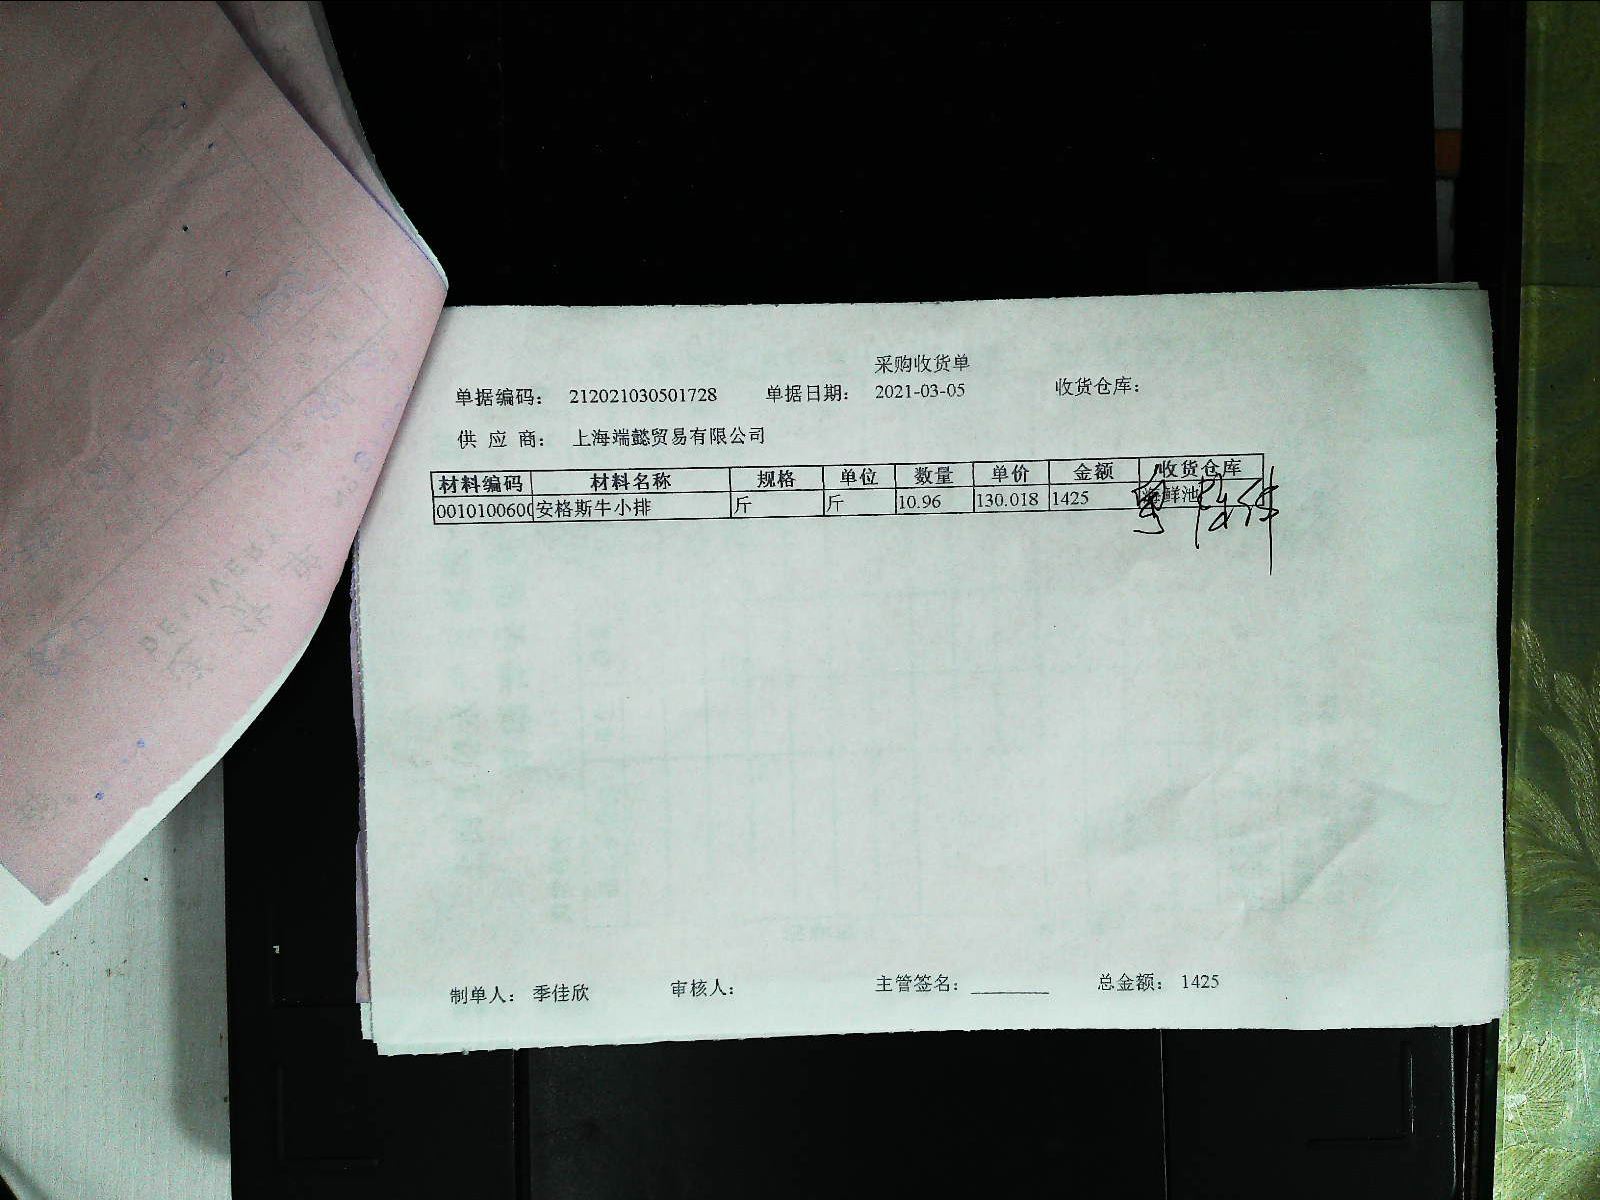 采购收货单
单据编码： 212021030501728 单据日期： 2021-03-05 收货仓库：
供 应 商： 上海端懿贸易有限公司
材料编码 材料名称 规格 单位 数量 单价 金额 收货仓库
0010100600 安格斯牛小排 斤 斤 10.96 130.018 1425 海鲜池
制单人： 季佳欣 审核人： 主管签名： 总金额： 1425
DELIVERY